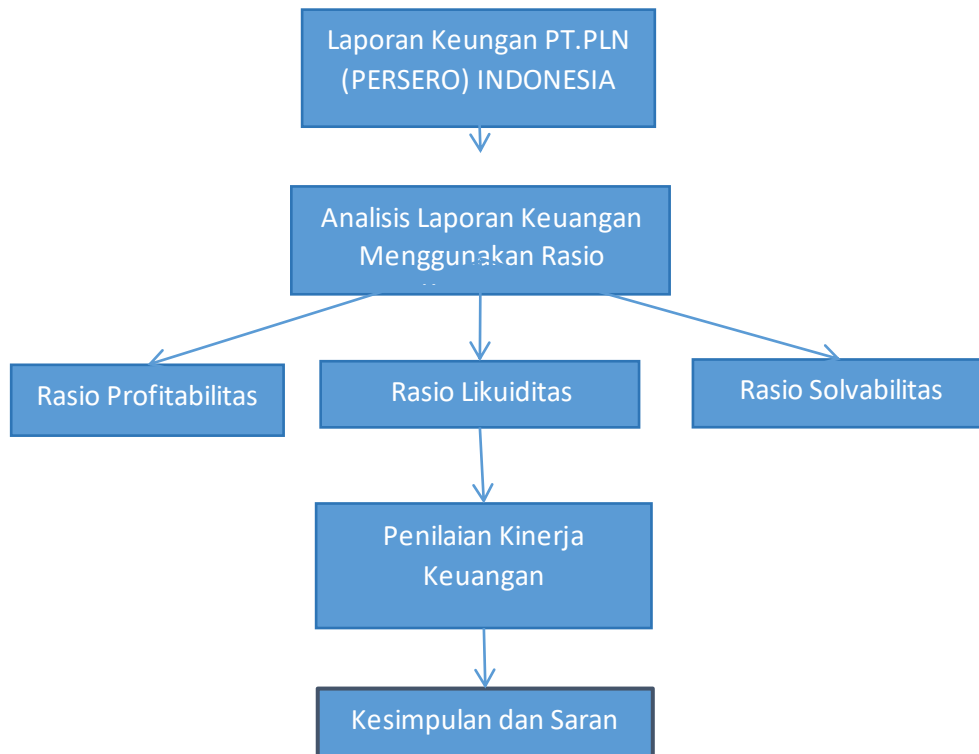 Laporan Keungan PT.PLN
(PERSERO) INDONESIA
Analisis Laporan Keuangan
Menggunakan Rasio
Rasio Profitabilitas
Rasio Likuiditas
Rasio Solvabilitas
Penilaian Kinerja
Keuangan
Kesimpulan dan Saran